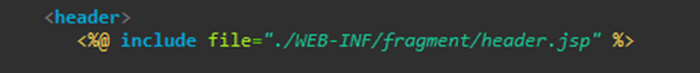 <header>
<%@ include file="./WEB-INF/fragment/header.jsp" %>